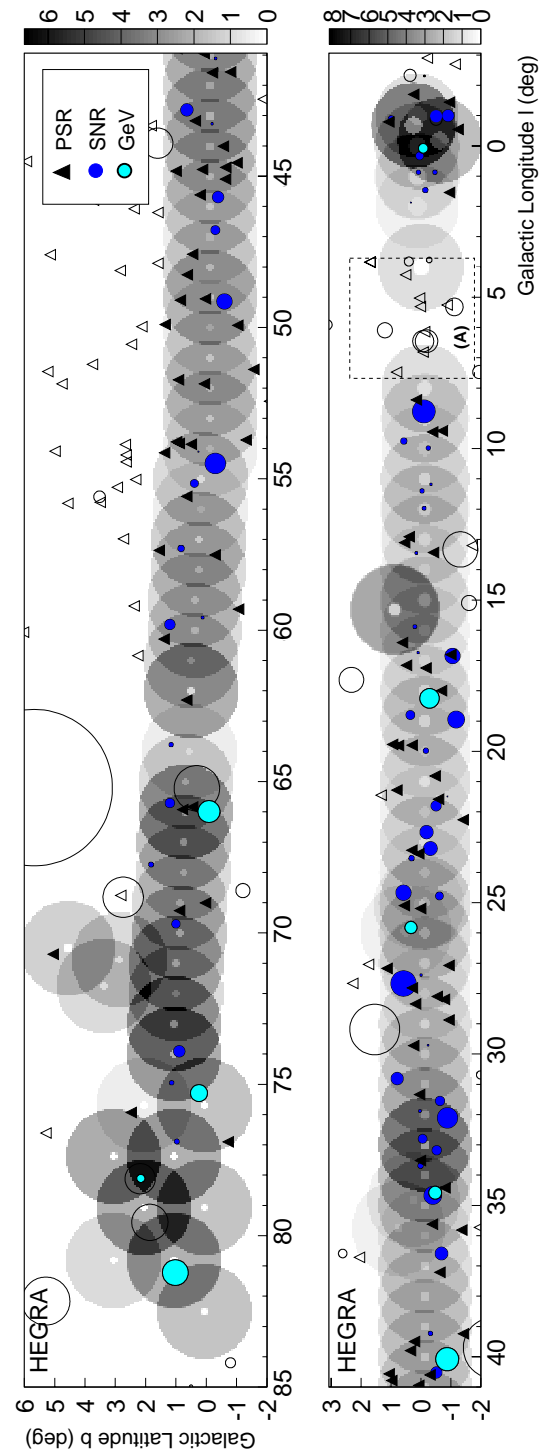 HEGRA
PSR
SNR
GeV
0 1 2 3 4 5 6 7
6 5 4 3 2 1 0 -1 -2
Galactic Latitude b (deg)
85 80 75 70 65 60 55 50 45
HEGRA
(A)
0 1 2 3 4 5 6 7 8
3 2 1 0 -1 -2
40 35 30 25 20 15 10 5 0
Galactic Longitude l (deg)